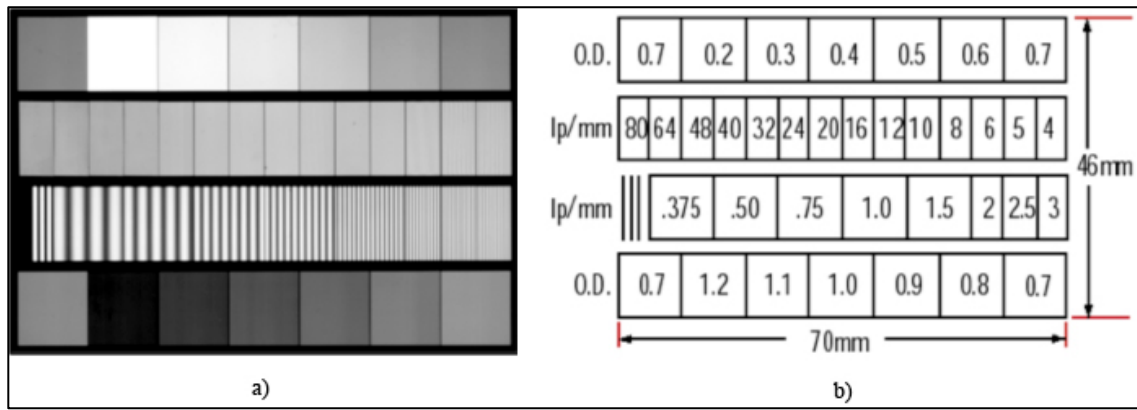 O.D. 0.7 0.2 0.3 0.4 0.5 0.6 0.7
lp/mm 80 64 48 40 32 24 20 16 12 10 8 6 5 4
46mm
lp/mm .375 .50 .75 1.0 1.5 2 2.5 3
O.D. 0.7 1.2 1.1 1.0 0.9 0.8 0.7
70mm
a) b)